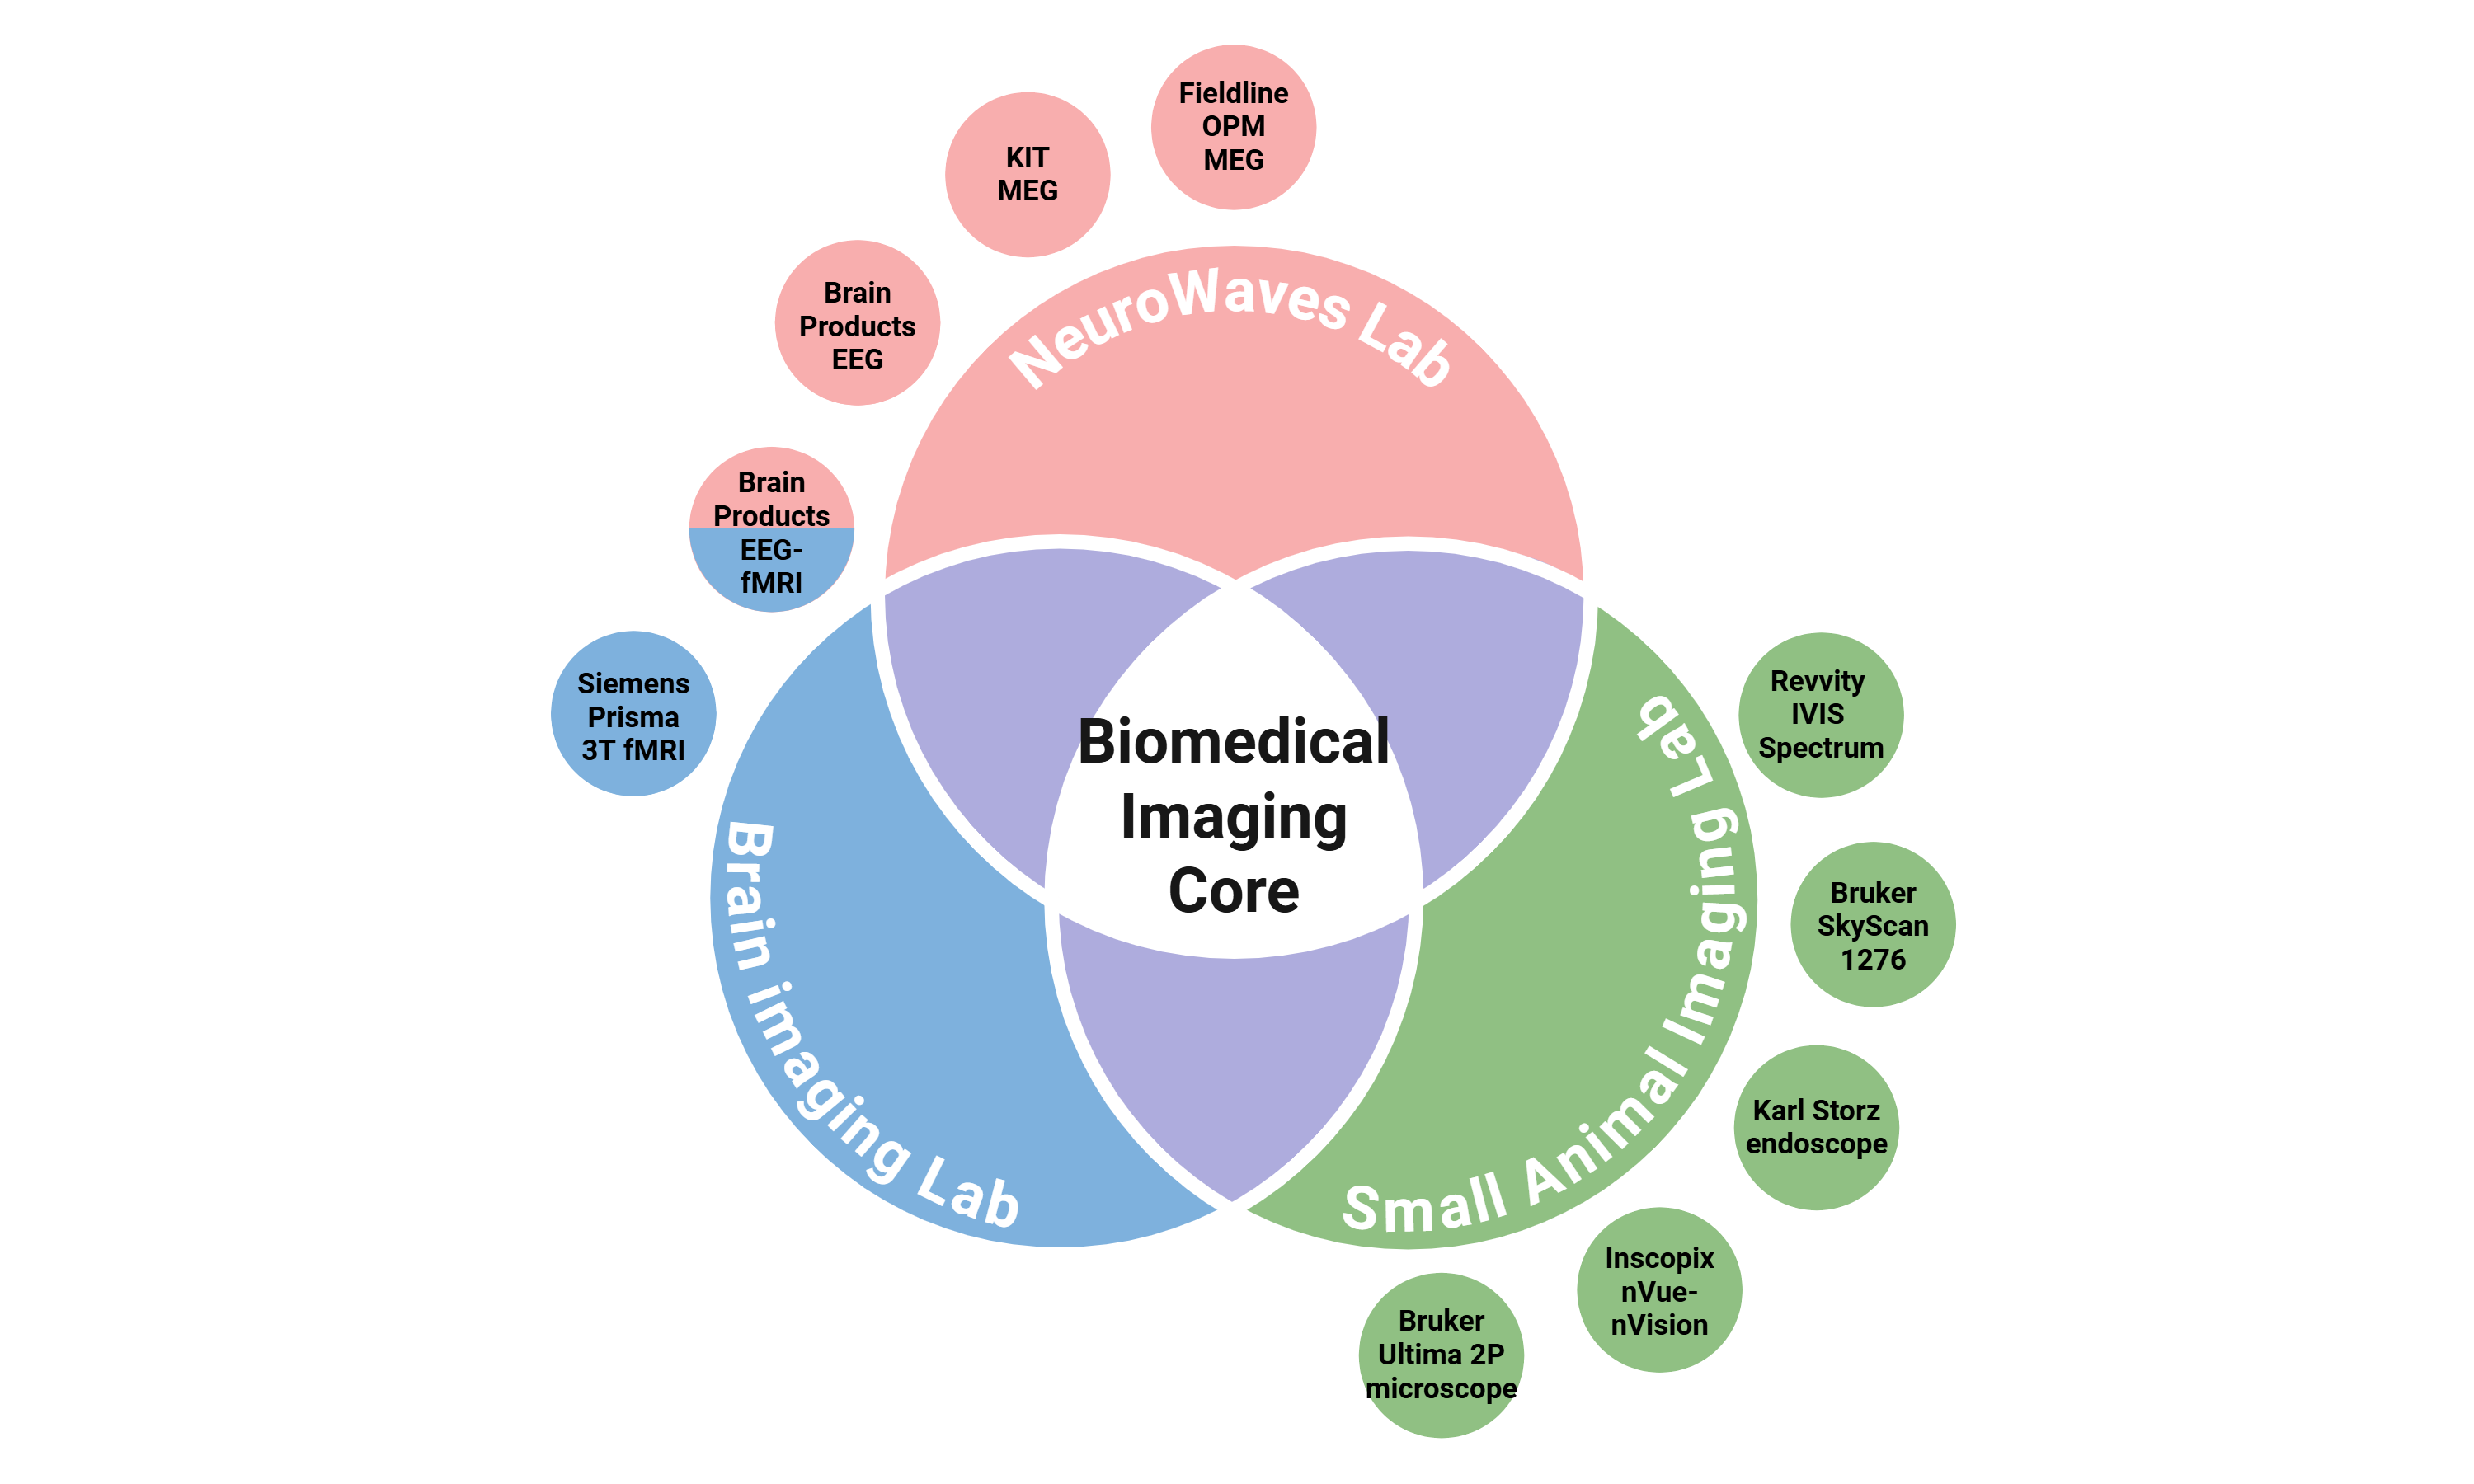 Fieldline
OPM
MEG
KIT
MEG
Brain
Products
EEG
NeuroWaves Lab
Brain
Products
EEG-
fMRI
Siemens
Prisma
3T fMRI
Brain imaging Lab
Biomedical
Imaging
Core
Small Animal Imaging Lab
Revvity
IVIS
Spectrum
Bruker
SkyScan
1276
Karl Storz
endoscope
Inscopix
nVue-
nVision
Bruker
Ultima 2P
microscope